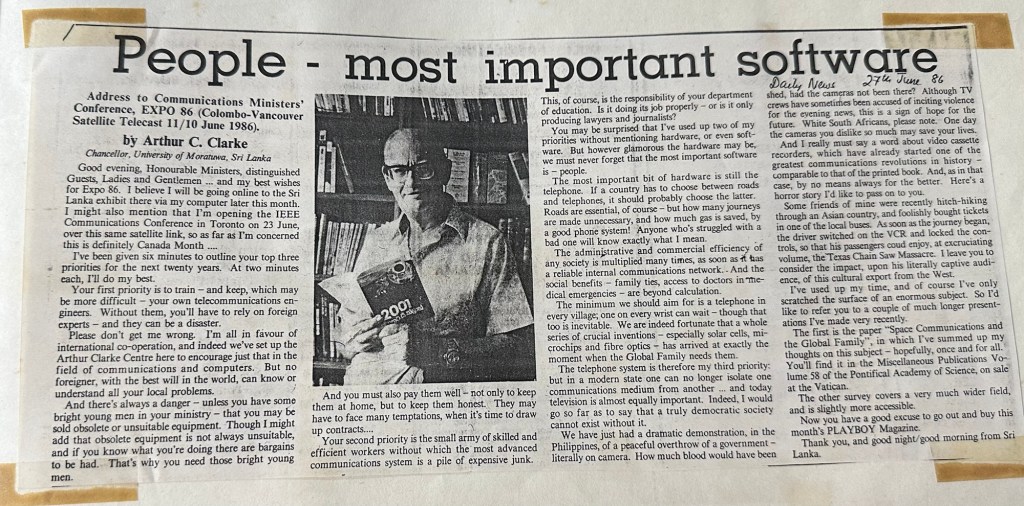 People - most important software
Daily News 27th June 86
Address to Communications Ministers'
Conference, EXPO 86 (Colombo-Vancouver
Satellite Telecast 11/10 June 1986).
by Arthur C. Clarke
Chancellor, University of Moratuwa, Sri Lanka
Good evening, Honourable Ministers, distinguished
Guests, Ladies and Gentlemen ... and my best wishes
for Expo 86. I believe I will be going online to the Sri
Lanka exhibit there via my computer later this month.
I might also mention that I'm opening the IEEE
Communications Conference in Toronto on 23 June,
over this same satellite link, so as far as I'm concerned
this is definitely Canada Month ....
I've been given six minutes to outline your top three
priorities for the next twenty years. At two minutes
each, I'll do my best.
Your first priority is to train – and keep, which may
be more difficult – your own telecommunications en-
gineers. Without them, you'll have to rely on foreign
experts – and they can be a disaster.
Please don't get me wrong. I'm all in favour of
international co-operation, and indeed we've set up the
Arthur Clarke Centre here to encourage just that in the
field of communications and computers. But no
foreigner, with the best will in the world, can know or
understand all your local problems.
And there's always a danger – unless you have some
bright young men in your ministry – that you may be
sold obsolete or unsuitable equipment. Though I might
add that obsolete equipment is not always unsuitable,
and if you know what you're doing there are bargains
to be had. That's why you need those bright young
men.
2001
And you must also pay them well – not only to keep
them at home, but to keep them honest. They may
have to face many temptations, when it's time to draw
up contracts....
Your second priority is the small army of skilled and
efficient workers without which the most advanced
communications system is a pile of expensive junk.
This, of course, is the responsibility of your department
of education. Is it doing its job properly – or is it only
producing lawyers and journalists?
You may be surprised that I've used up two of my
priorities without mentioning hardware, or even soft-
ware. But however glamorous the hardware may be,
we must never forget that the most important software
is – people.
The most important bit of hardware is still the
telephone. If a country has to choose between roads
and telephones, it should probably choose the latter.
Roads are essential, of course – but how many journeys
are made unnecessary, and how much gas is saved, by
a good phone system! Anyone who's struggled with a
bad one will know exactly what I mean.
The administrative and commercial efficiency of
any society is multiplied many times, as soon as it has
a reliable internal communications network. And the
social benefits – family ties, access to doctors in me-
dical emergencies – are beyond calculation.
The minimum we should aim for is a telephone in
every village; one on every wrist can wait – though that
too is inevitable. We are indeed fortunate that a whole
series of crucial inventions – especially solar cells, mi-
crochips and fibre optics – has arrived at exactly the
moment when the Global Family needs them.
The telephone system is therefore my third priority:
but in a modern state one can no longer isolate one
communications medium from another ... and today
television is almost equally important. Indeed, I would
go so far as to say that a truly democratic society
cannot exist without it.
We have just had a dramatic demonstration, in the
Philippines, of a peaceful overthrow of a government –
literally on camera. How much blood would have been
shed, had the cameras not been there? Although TV
crews have sometimes been accused of inciting violence
for the evening news, this is a sign of hope for the
future. White South Africans, please note. One day
the cameras you dislike so much may save your lives.
And I really must say a word about video cassette
recorders, which have already started one of the
greatest communications revolutions in history –
comparable to that of the printed book. And, as in that
case, by no means always for the better. Here's a
horror story I'd like to pass on to you.
Some friends of mine were recently hitch-hiking
through an Asian country, and foolishly bought tickets
in one of the local buses. As soon as the journey began,
the driver switched on the VCR and locked the con-
trols, so that his passengers coud enjoy, at excruciating
volume, the Texas Chain Saw Massacre. I leave you to
consider the impact, upon his literally captive audi-
ence, of this cultural export from the West.
I've used up my time, and of course I've only
scratched the surface of an enormous subject. So I'd
like to refer you to a couple of much longer present-
ations I've made very recently.
The first is the paper "Space Communications and
the Global Family", in which I've summed up my
thoughts on this subject – hopefully, once and for all.
You'll find it in the Miscellaneous Publications Vo-
lume 58 of the Pontifical Academy of Science, on sale
at the Vatican.
The other survey covers a very much wider field,
and is slightly more accessible.
Now you have a good excuse to go out and buy this
month's PLAYBOY Magazine.
Thank you, and good night/good morning from Sri
Lanka.